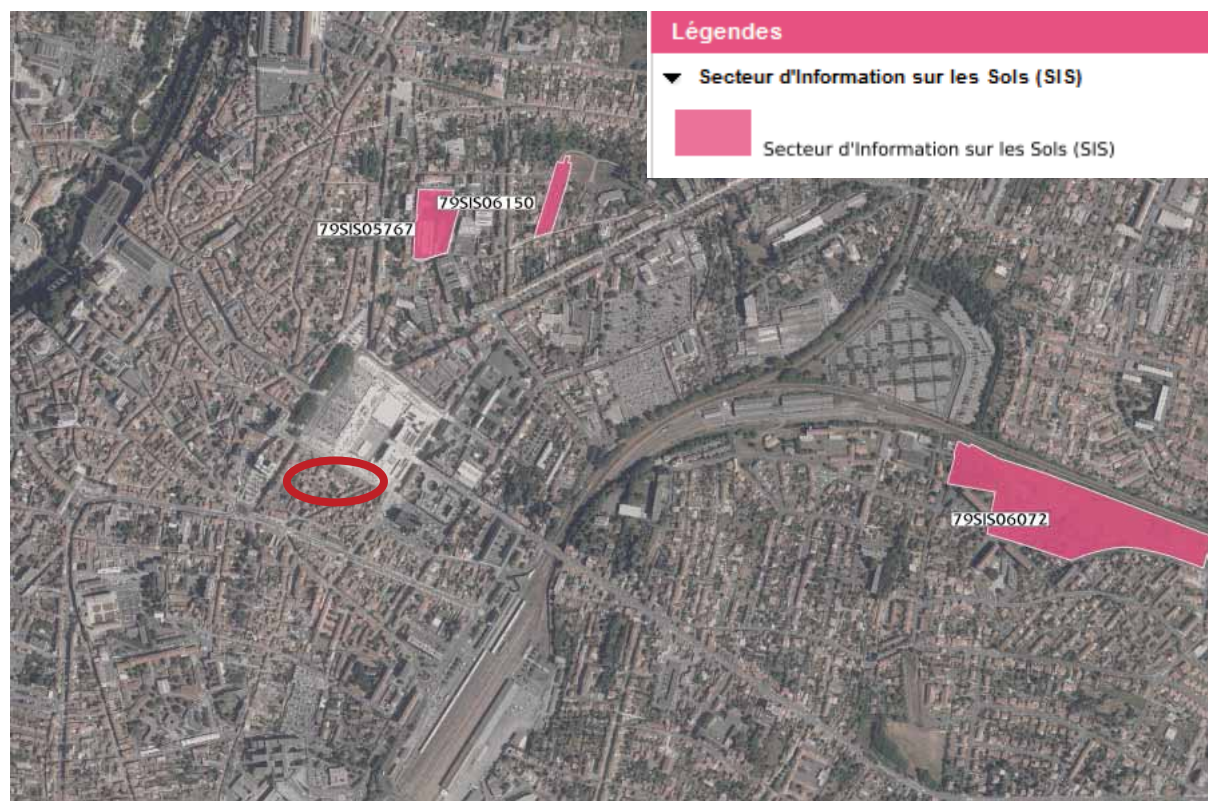 Légendes
Secteur d'Information sur les Sols (SIS)
Secteur d'Information sur les Sols (SIS)
79SIS06150
79SIS05767
79SIS06072